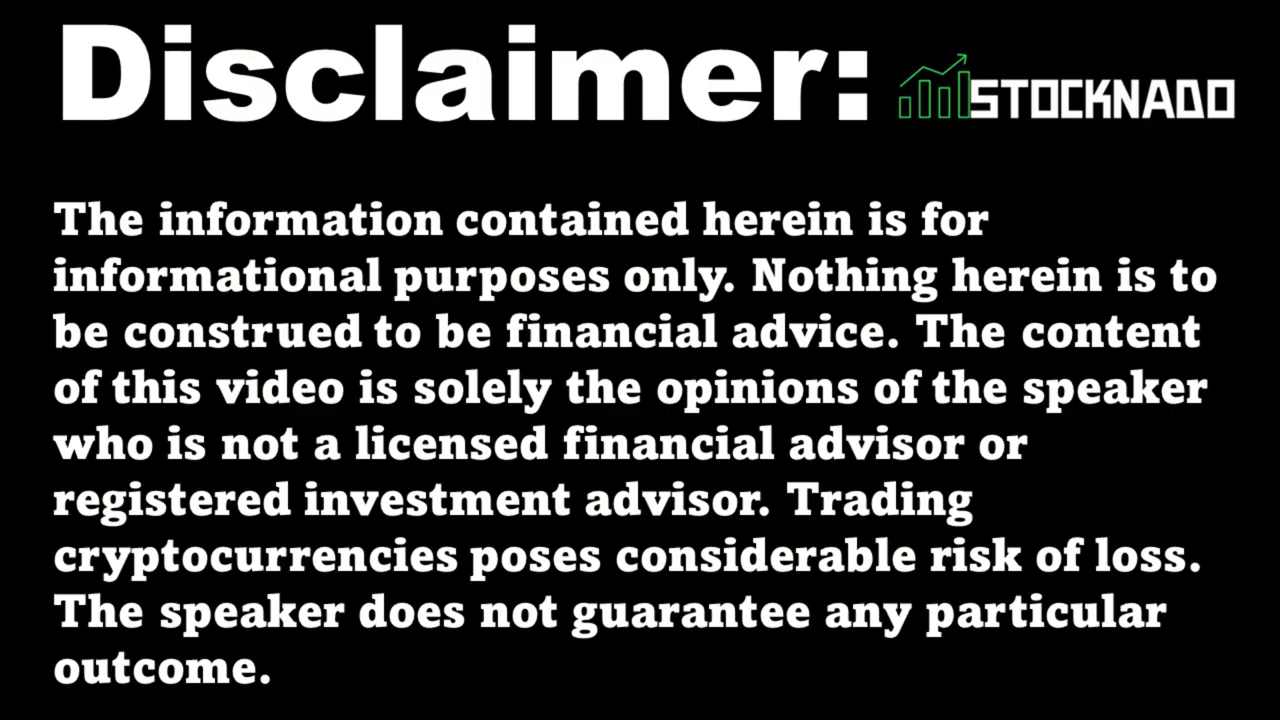 Disclaimer:
STOCKNADO
The information contained herein is for
informational purposes only. Nothing herein is to
be construed to be financial advice. The content
of this video is solely the opinions of the speaker
who is not a licensed financial advisor or
registered investment advisor. Trading
cryptocurrencies poses considerable risk of loss.
The speaker does not guarantee any particular
outcome.